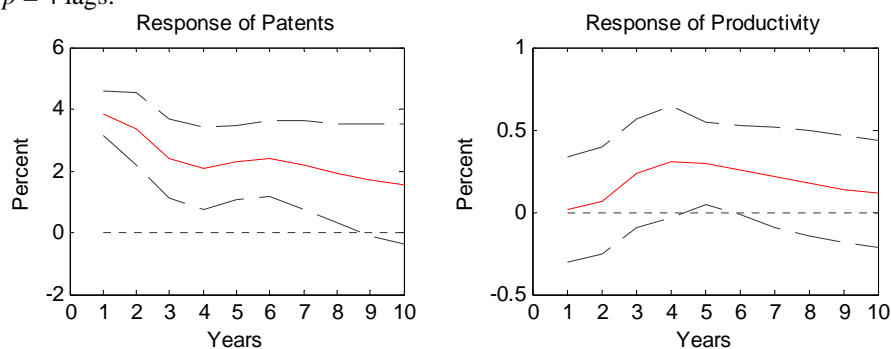 p = 4 lags.
Response of Patents
6
4
2
0
-2
Percent
0 1 2 3 4 5 6 7 8 9 10
Years
Response of Productivity
1
0.5
0
-0.5
Percent
0 1 2 3 4 5 6 7 8 9 10
Years